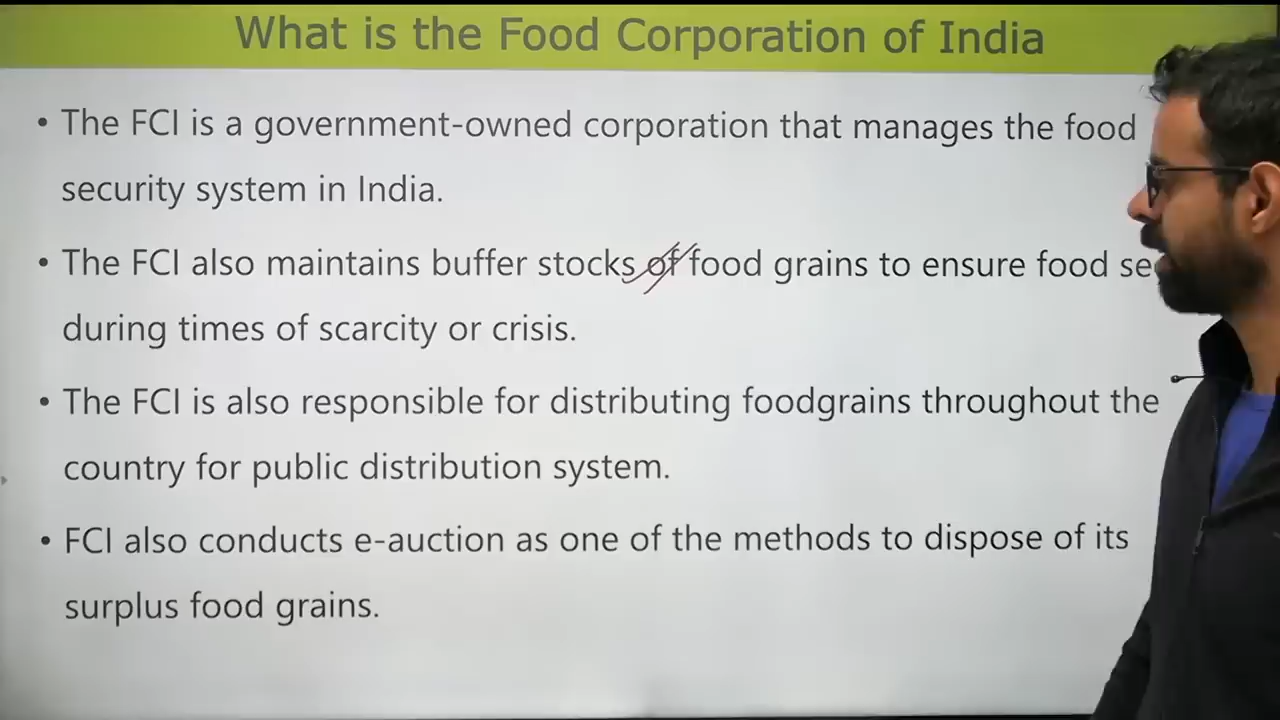 What is the Food Corporation of India
• The FCI is a government-owned corporation that manages the food
security system in India.
• The FCI also maintains buffer stocks of food grains to ensure food se
during times of scarcity or crisis.
• The FCI is also responsible for distributing foodgrains throughout the
country for public distribution system.
• FCI also conducts e-auction as one of the methods to dispose of its
surplus food grains.